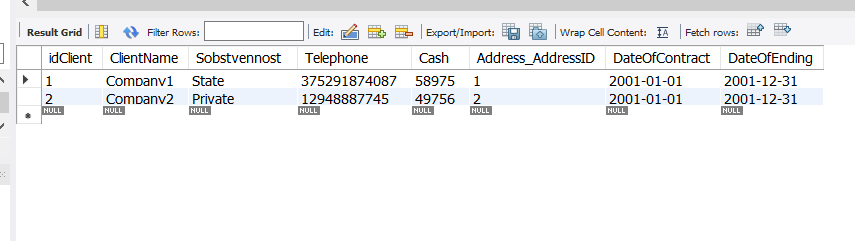 Result Grid Filter Rows: Edit: Export/Import: Wrap Cell Content: IA Fetch rows:
idClient ClientName Sobstvennost Telephone Cash Address_AddressID DateOfContract DateOfEnding
1 Company1 State 375291874087 58975 1 2001-01-01 2001-12-31
2 Company2 Private 12948887745 49756 2 2001-01-01 2001-12-31
NULL NULL NULL NULL NULL NULL NULL NULL